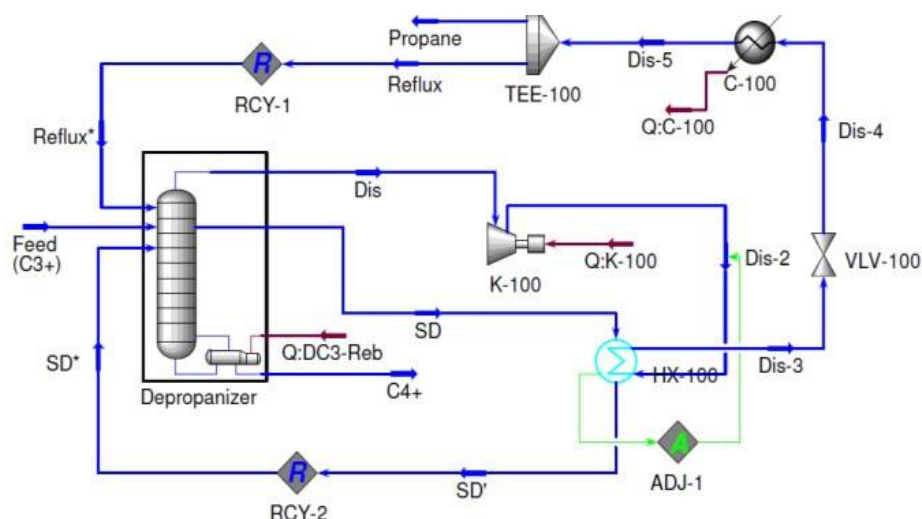 Propane
Reflux
R
RCY-1
TEE-100
Dis-5
C-100
Q:C-100
Dis-4
Reflux*
Dis
Feed
(C3+)
K-100
Q:K-100
Dis-2
VLV-100
SD
HX-100
Dis-3
SD*
Q:DC3-Reb
C4+
Depropanizer
R
RCY-2
SD'
A
ADJ-1